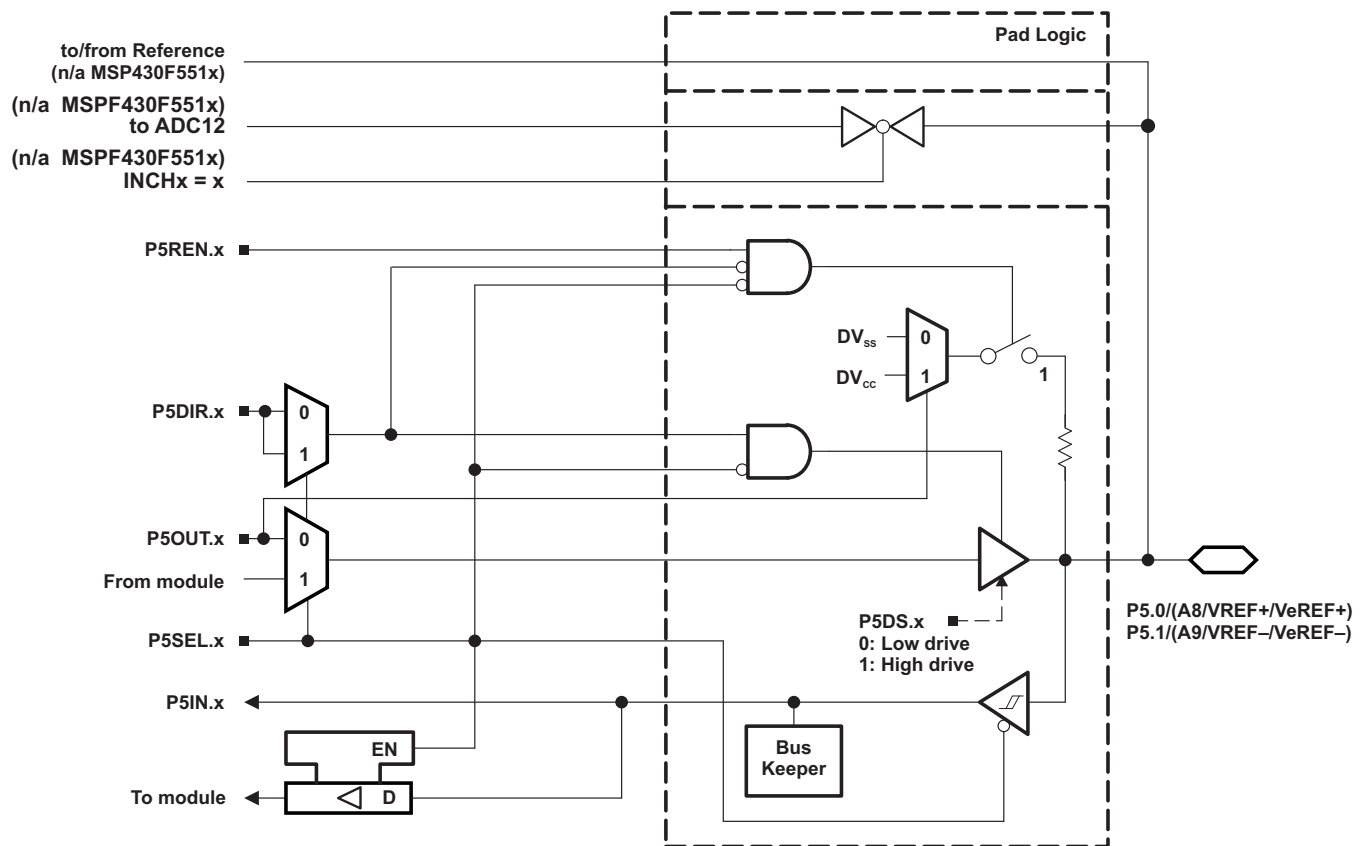 Pad Logic
to/from Reference
(n/a MSP430F551x)
(n/a MSPF430F551x)
to ADC12
(n/a MSPF430F551x)
INCHx = x
P5REN.x
DVSS
0
DVCC
1
1
P5DIR.x
0
1
P5OUT.x
0
From module
1
P5DS.x
0: Low drive
1: High drive
P5.0/(A8/VREF+/VeREF+)
P5.1/(A9/VREF–/VeREF–)
P5SEL.x
P5IN.x
EN
Bus
Keeper
To module
D